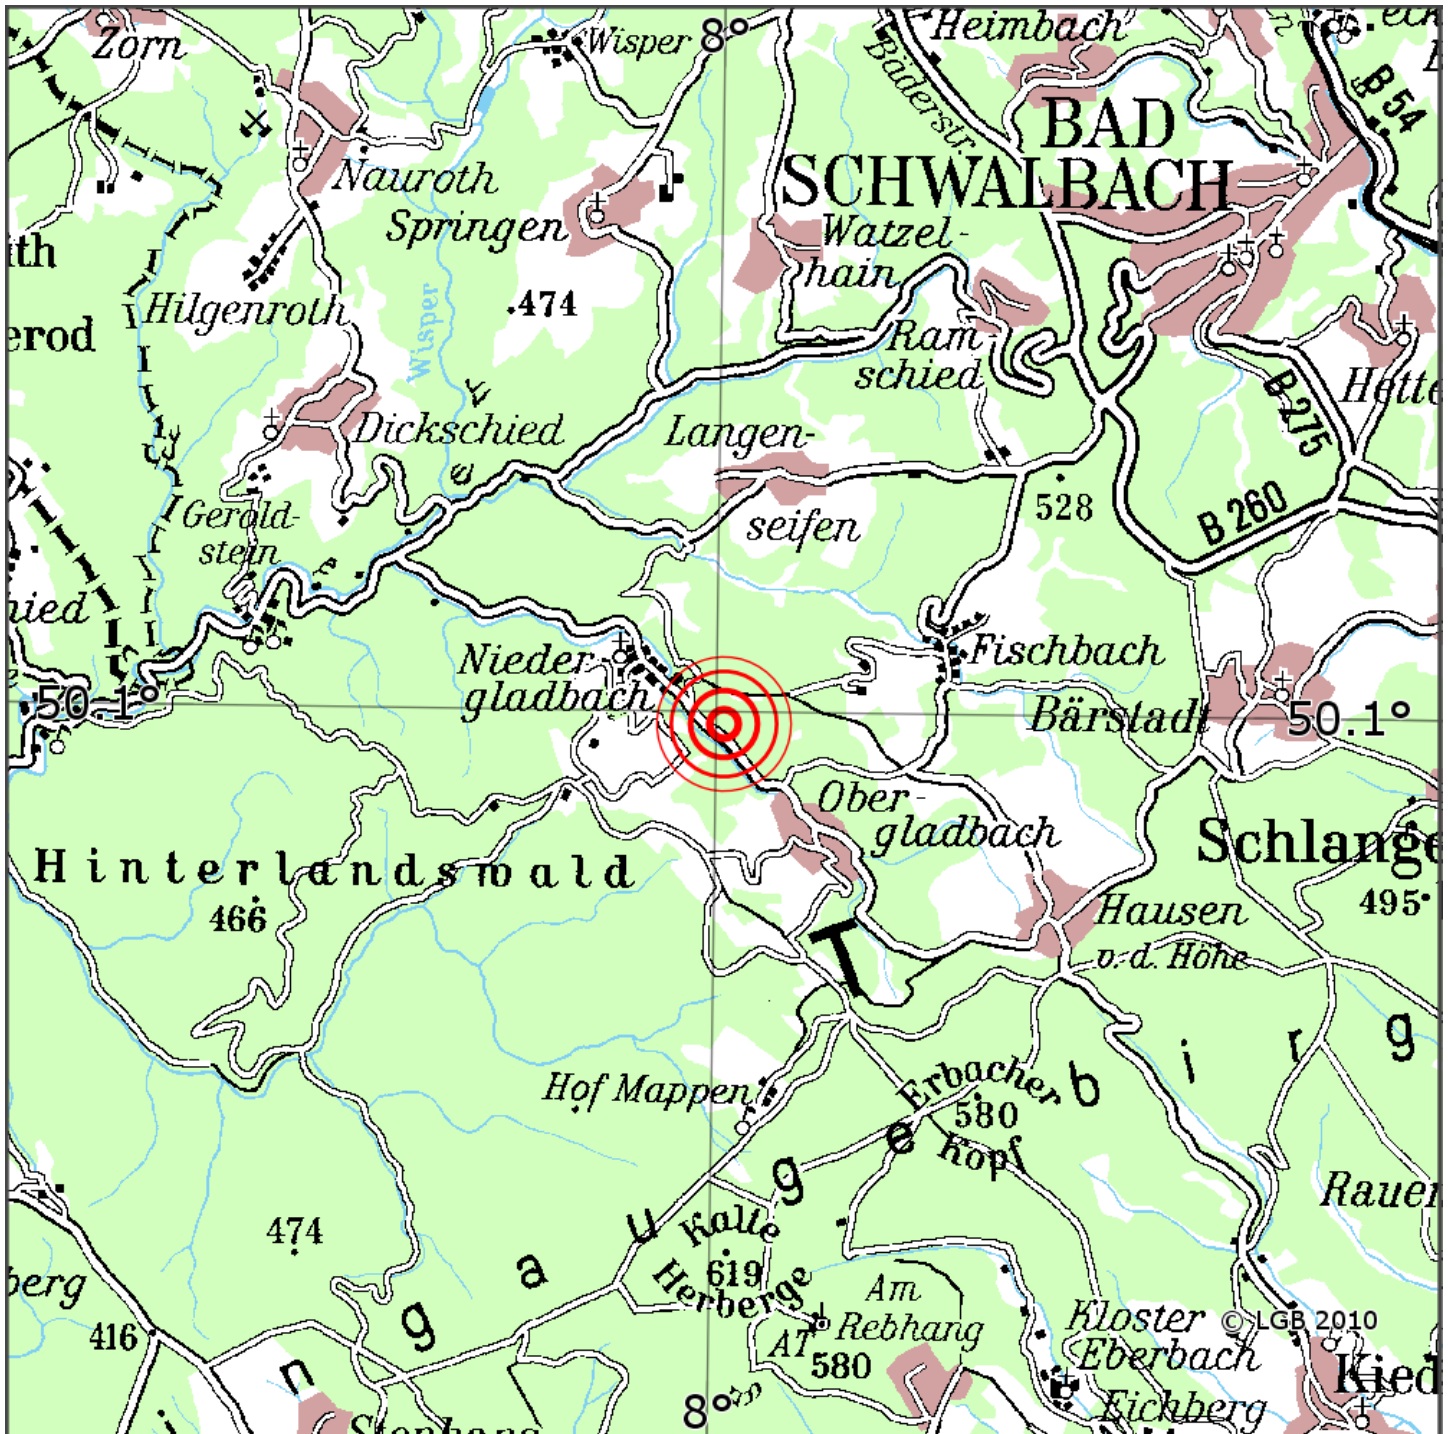 Zorn
Wisper
8°
Heimbach
Bäderstr.
B 54
BAD
SCHWALBACH
Nauroth
Springen
Watzel-
hain
Hilgenroth
.474
Wisper
Ram-
schied
B 275
Hette
erod
Dickschied
Langen-
seifen
528
B 260
Gerold-
stein
Nieder-
gladbach
Fischbach
Bärstadt
50.1°
50.1°
Ober-
gladbach
Schlange
Hinterlandswald
466
495
Hausen
v. d. Höhe
T
Hof Mappen
Erbacher
580
Kopf
474
Kalte
619
Herberge
n g a u g e b i r g
Rauen
berg
416
Am
Rebhang
AT
580
Kloster
Eberbach
Eichberg
© LGB 2010
Kied
8°